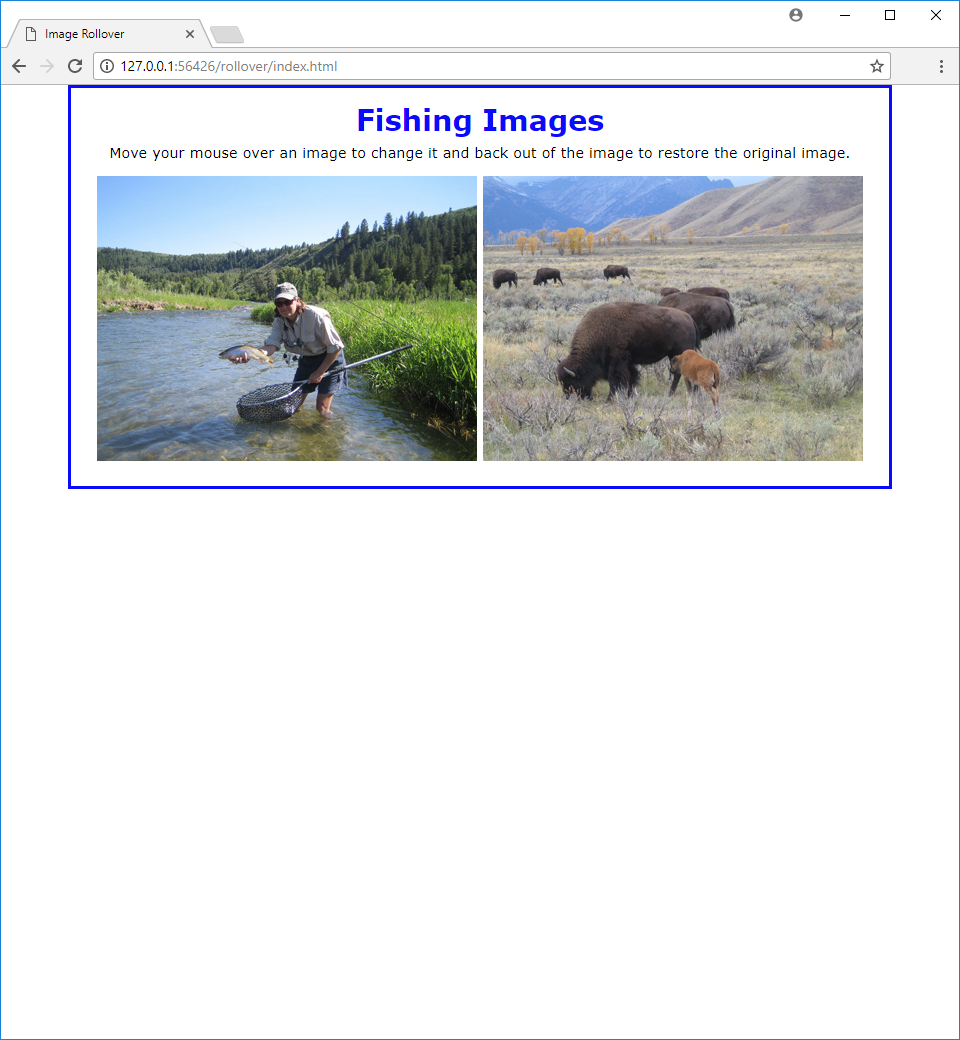 Image Rollover
127.0.0.1:56426/rollover/index.html
Fishing Images
Move your mouse over an image to change it and back out of the image to restore the original image.